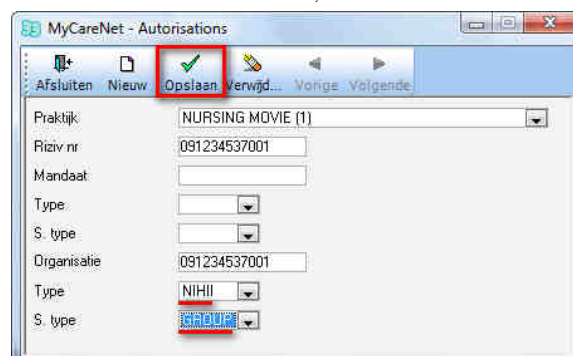 MyCareNet - Autorisations
Afsluiten Nieuw Opslaan Verwijd... Vorige Volgende
Praktijk NURSING MOVIE (1)
Riziv nr 091234537001
Mandaat
Type
S. type
Organisatie 091234537001
Type NIHII
S. type GROUP